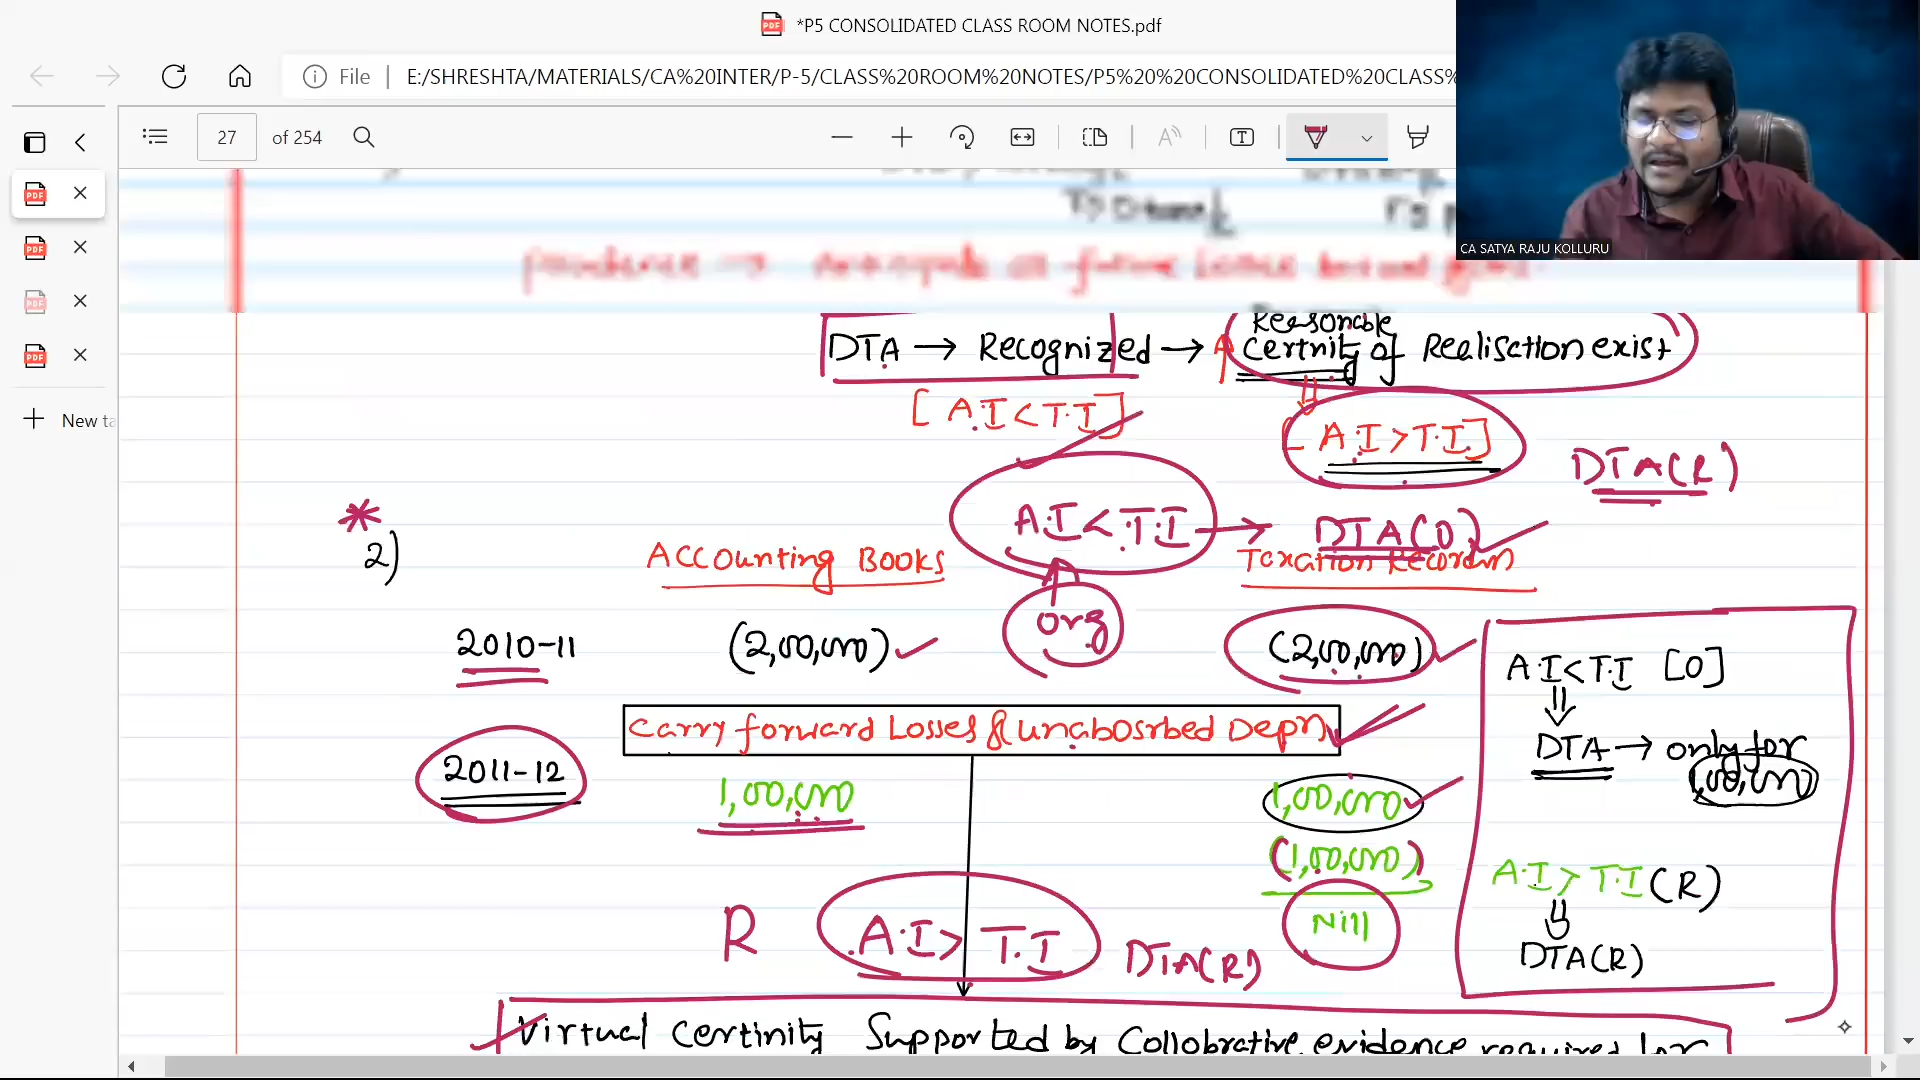 *P5 CONSOLIDATED CLASS ROOM NOTES.pdf
File | E:/SHRESHTA/MATERIALS/CA%20INTER/P-5/CLASS%20ROOM%20NOTES/P5%20%20CONSOLIDATED%20CLASS%
27 of 254
CA SATYA RAJU KOLLURU
New ta
DTA → Recognized → Reasonable
A certnity of Realisation exist
[A.I < T.I]
[A.I > T.I]
DTA(R)
A.I < T.I → DTA(O)
*
2)
Accounting Books
Taxation Records
org
2010-11 (2,00,000) (2,00,000)
A.I < T.I [O]
Carry forward Losses & Unabosrbed Depn
DTA → only for
1,00,000
2011-12 1,00,000 1,00,000
(1,00,000)
Nill
A.I > T.I (R)
DTA(R)
R A.I > T.I DTA(R)
Virtual certinity Supported by Collobrative evidence required for